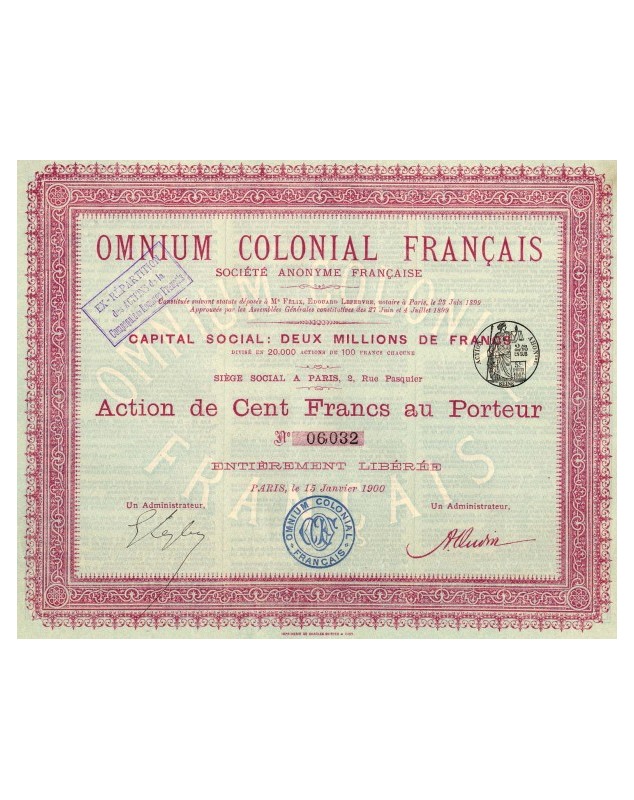 OMNIUM COLONIAL FRANÇAIS
SOCIÉTÉ ANONYME FRANÇAISE
EX-RÉPARTITION
des ACTIONS de la
Constituée suivant statuts déposés à Me Félix, Edouard Lefebvre, notaire à Paris, le 23 Juin 1899
Approuvée par les Assemblées Générales constitutives des 27 Juin et 4 Juillet 1899
CAPITAL SOCIAL: DEUX MILLIONS DE FRANCS
DIVISÉ EN 20.000 ACTIONS DE 100 FRANCS CHACUNE
SIÈGE SOCIAL A PARIS, 2, Rue Pasquier
Action de Cent Francs au Porteur
No 06032
ENTIÈREMENT LIBÉRÉE
PARIS, le 15 Janvier 1900
Un Administrateur,
Un Administrateur,
OMNIUM COLONIAL
FRANÇAIS
OMNIUM COLONIAL
FRANÇAIS